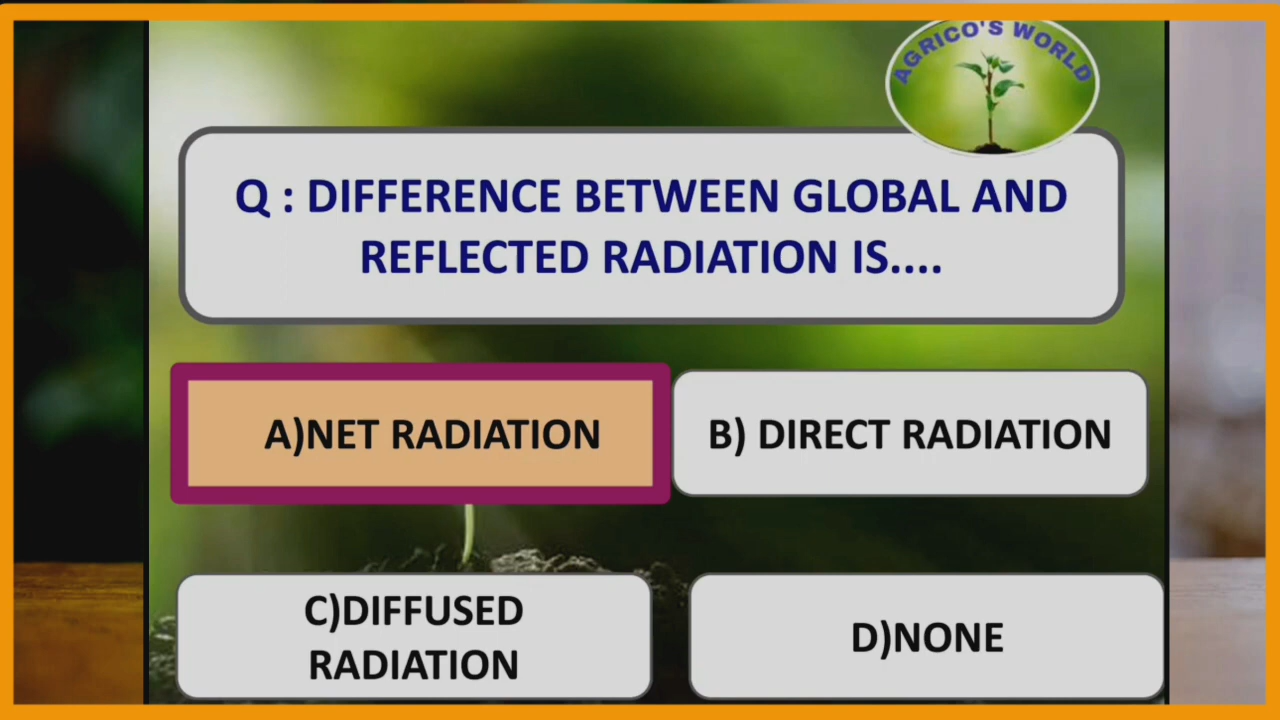 AGRICO'S WORLD
Q : DIFFERENCE BETWEEN GLOBAL AND
REFLECTED RADIATION IS....
A)NET RADIATION
B) DIRECT RADIATION
C)DIFFUSED
RADIATION
D)NONE